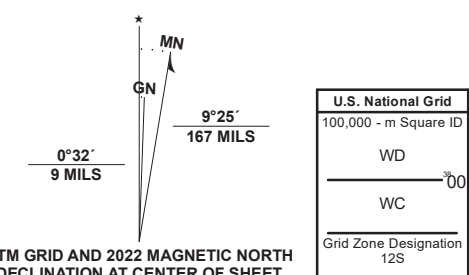 ★
MN
GN
9°25´
167 MILS
0°32´
9 MILS
TM GRID AND 2022 MAGNETIC NORTH
DECLINATION AT CENTER OF SHEET
U.S. National Grid
100,000 - m Square ID
WD
3800
WC
Grid Zone Designation
12S